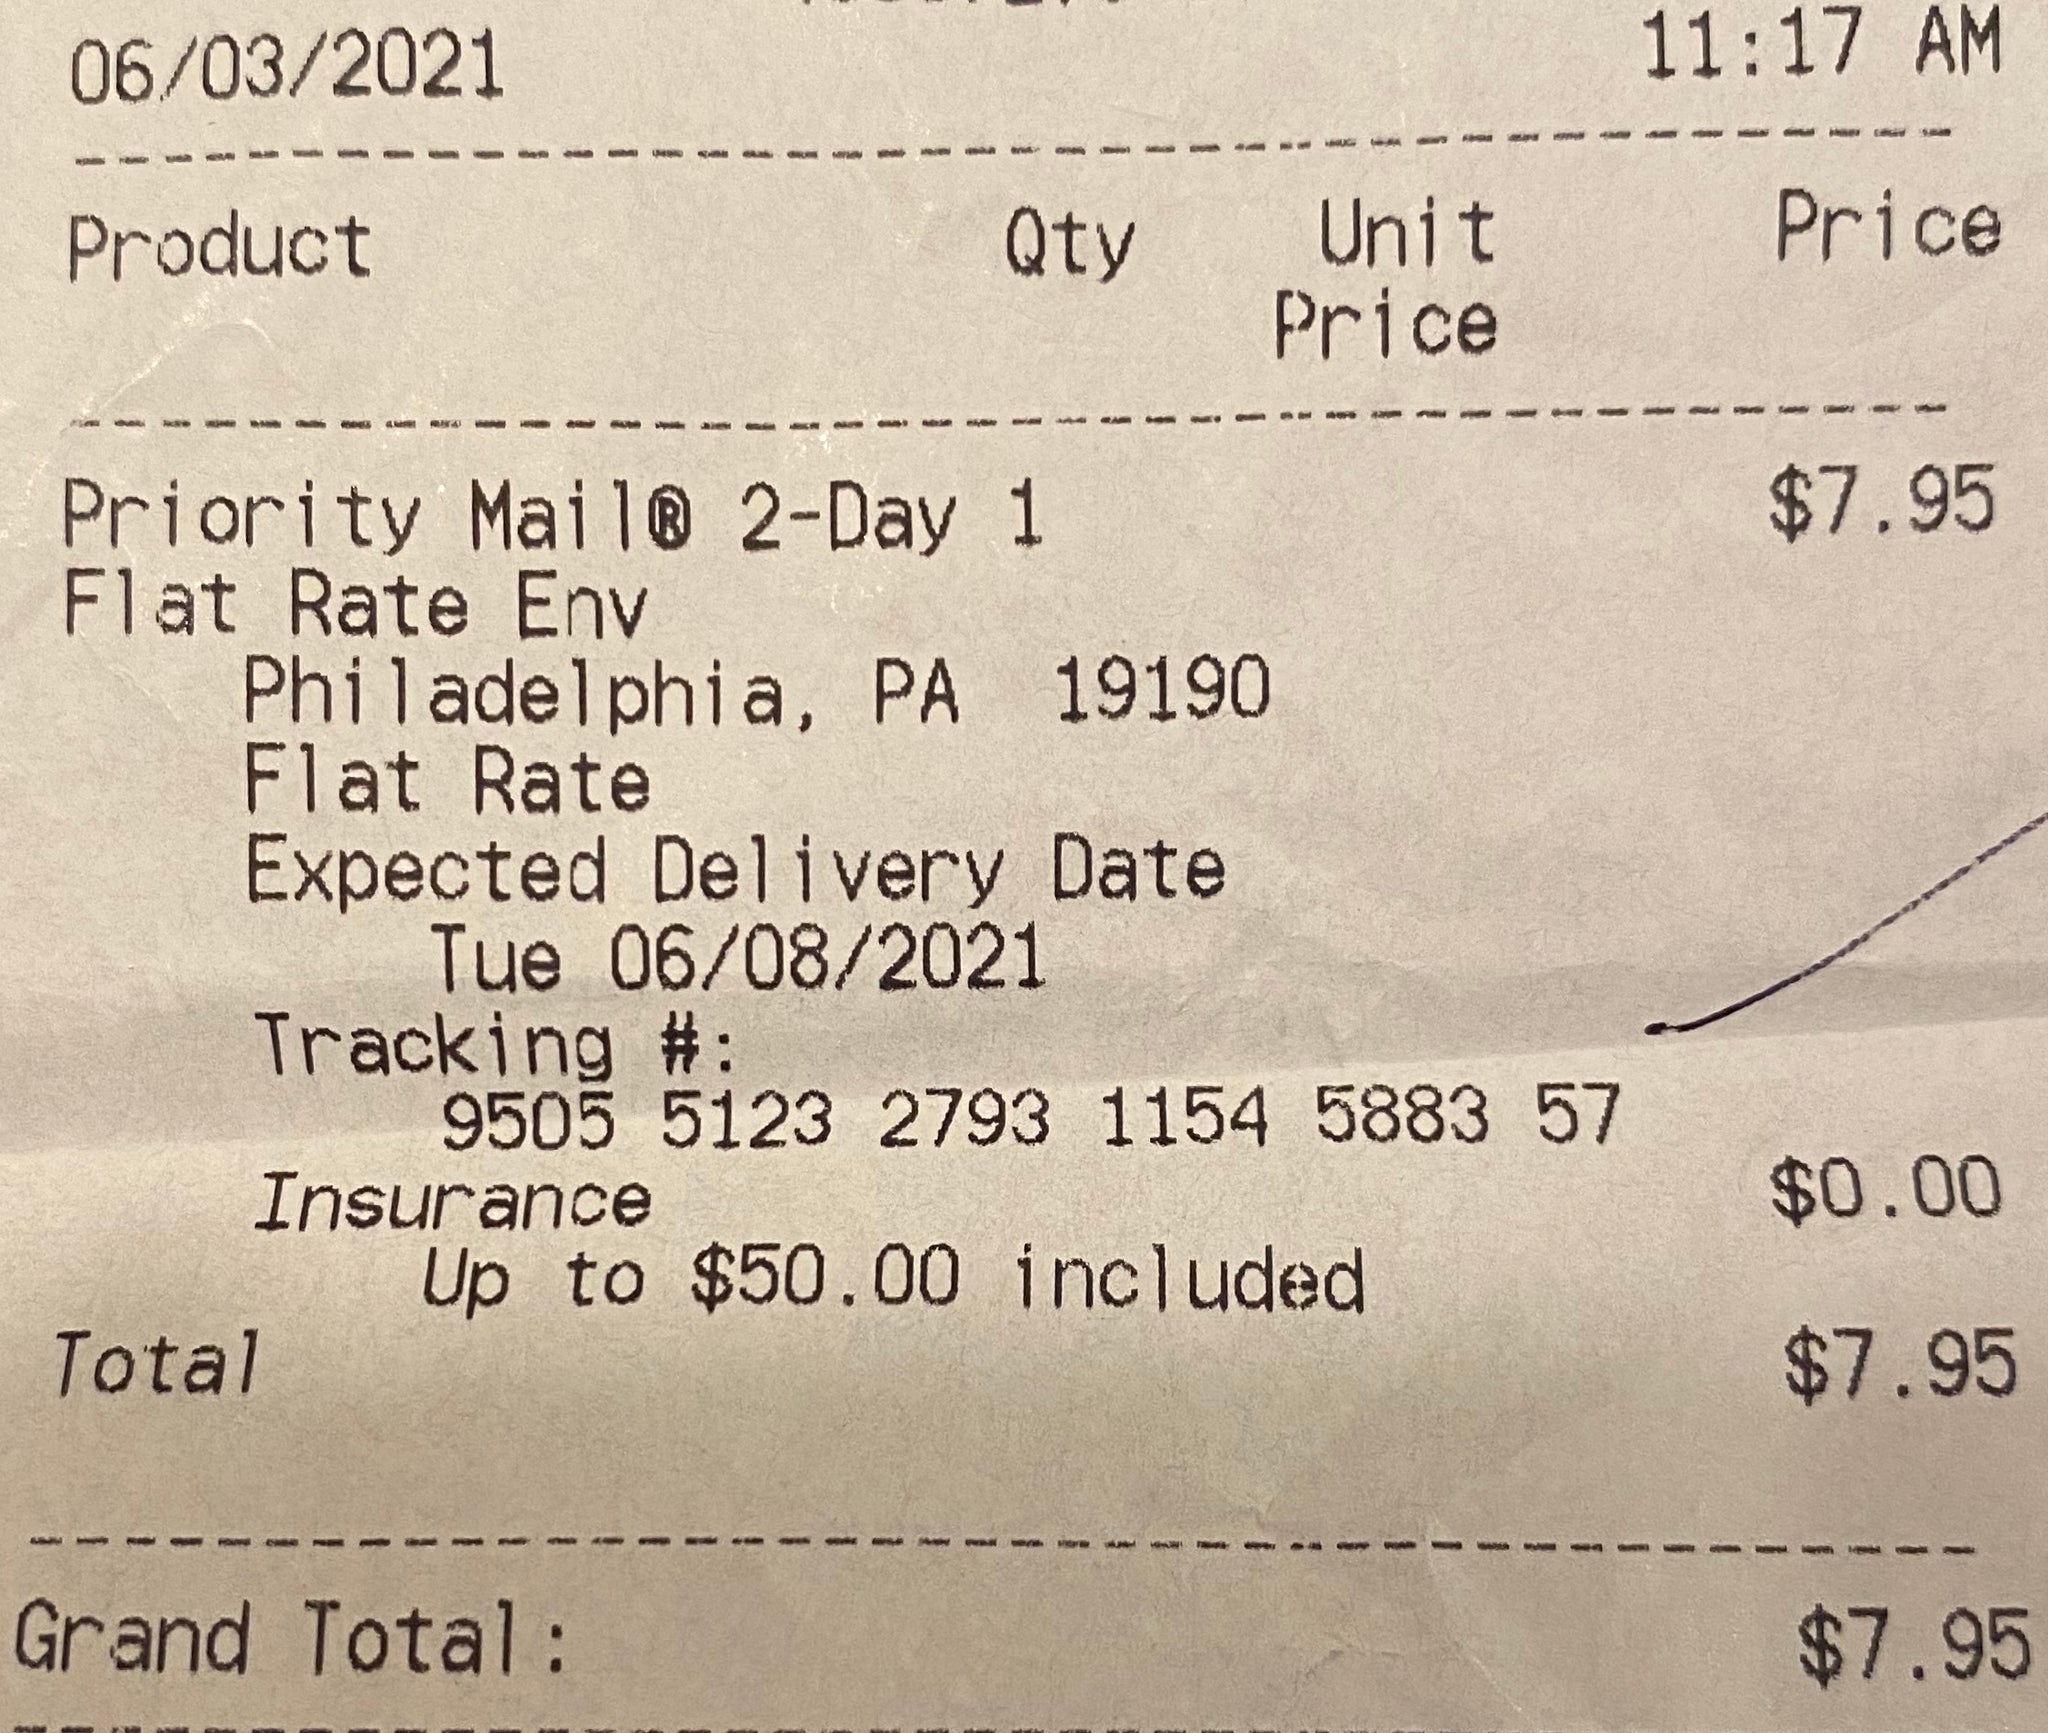 06/03/2021 11:17 AM
Product Qty Unit Price
Price
Priority Mail® 2-Day 1 $7.95
Flat Rate Env
Philadelphia, PA 19190
Flat Rate
Expected Delivery Date
Tue 06/08/2021
Tracking #:
9505 5123 2793 1154 5883 57
Insurance $0.00
Up to $50.00 included
Total $7.95
Grand Total: $7.95